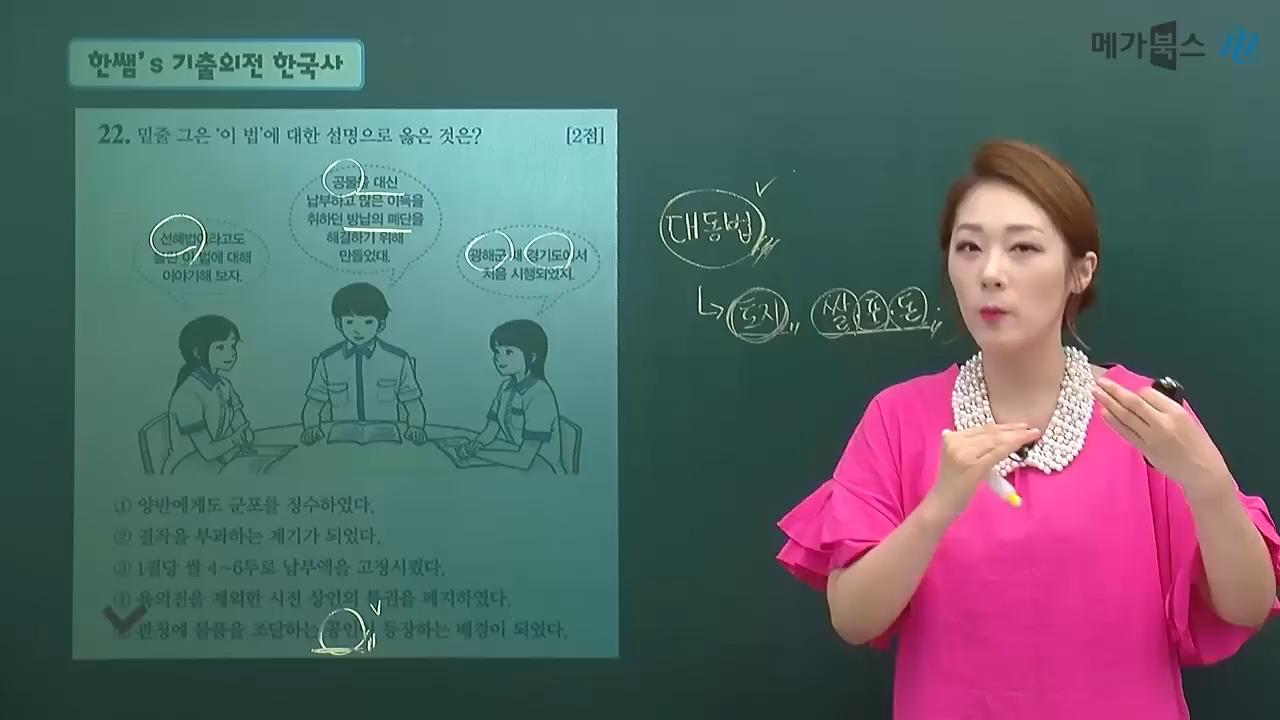 한쌤's 기출외전 한국사
메가북스
22. 밑줄 그은 '이 법'에 대한 설명으로 옳은 것은? [2점]
공물을 대신
납부하고 많은 이득을
취하던 방납의 폐단을
해결하기 위해
만들었대.
선혜법이라고도
불린 이 법에 대해
이야기해 보자.
광해군 때 경기도에서
처음 시행되었지.
① 양반에게도 군포를 징수하였다.
② 결작을 부과하는 계기가 되었다.
③ 1결당 쌀 4~6두로 납부액을 고정시켰다.
④ 육의전을 제외한 시전 상인의 특권을 폐지하였다.
⑤ 관청에 물품을 조달하는 공인이 등장하는 배경이 되었다.
대동법
↳ 토지 쌀, 포, 돈